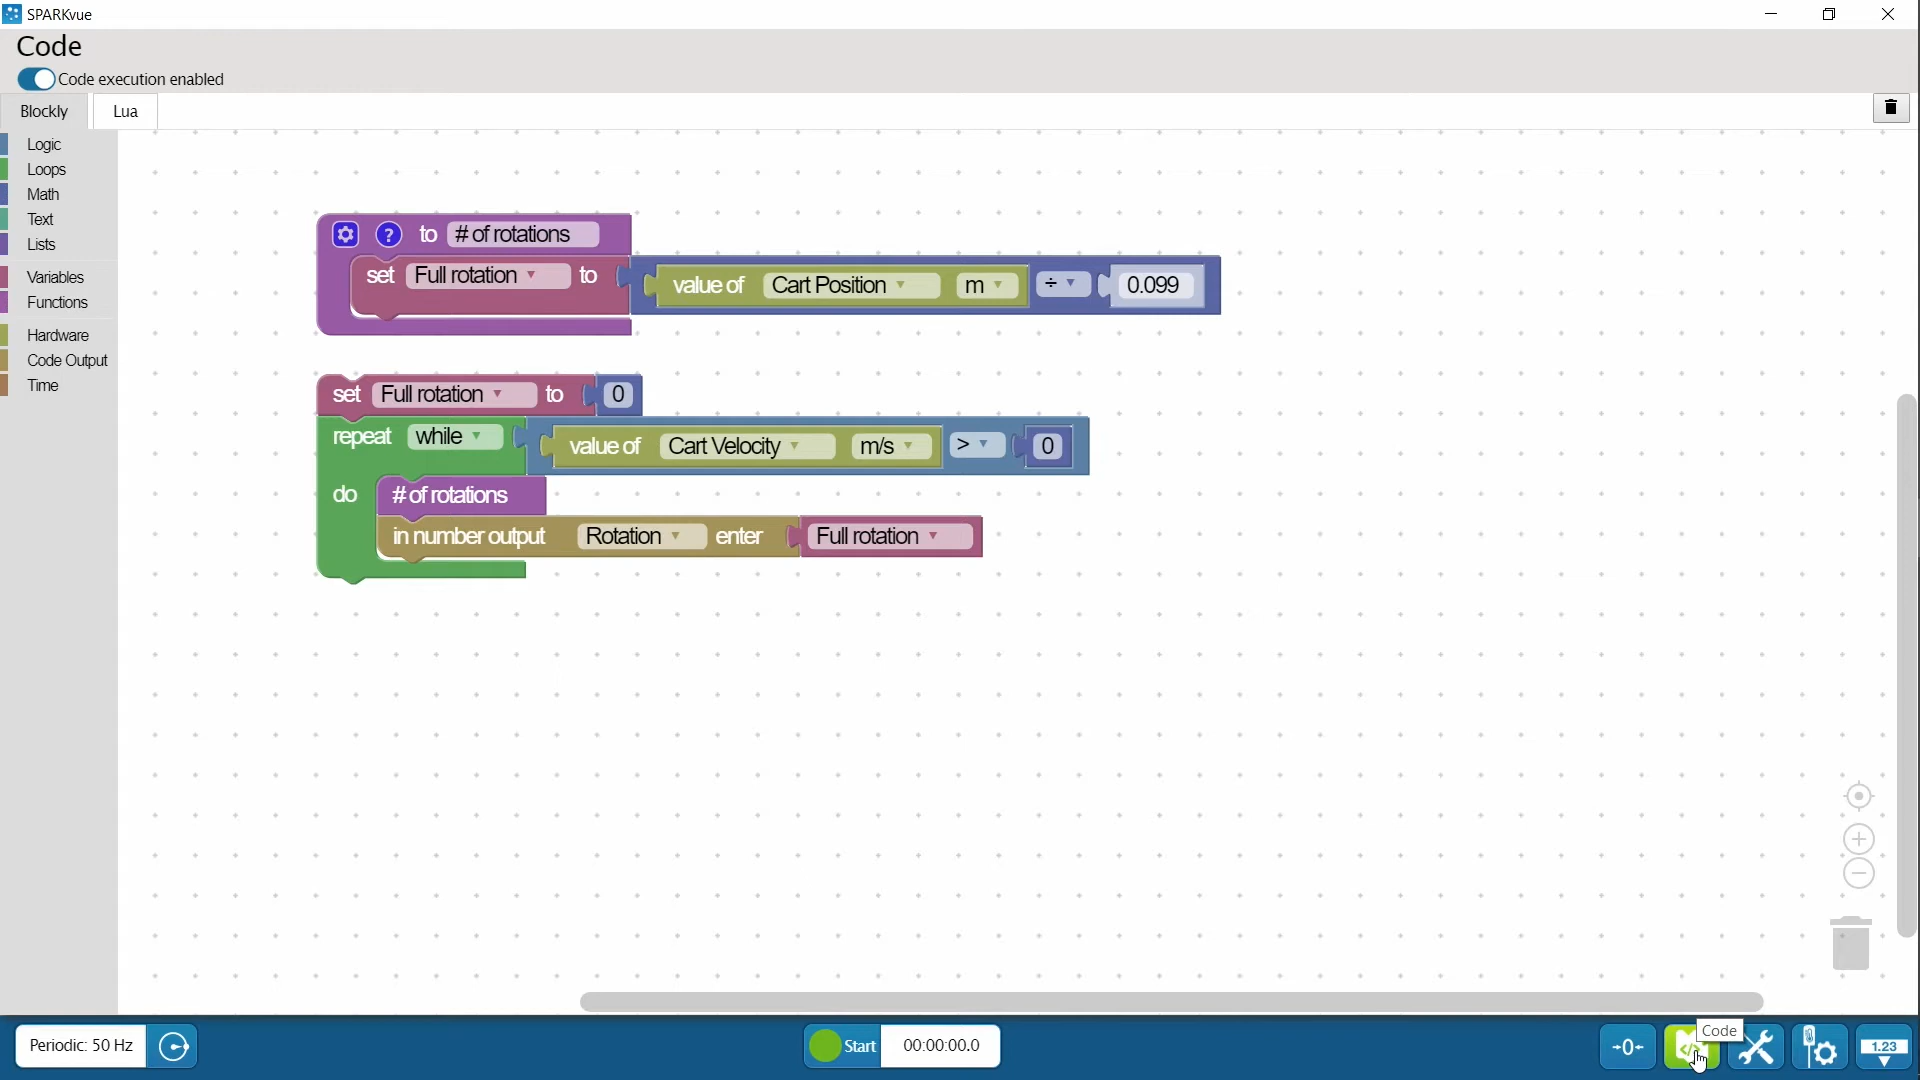 SPARKvue
Code
Code execution enabled
Blockly
Lua
Logic
Loops
Math
Text
Lists
Variables
Functions
Hardware
Code Output
Time
? to # of rotations
set Full rotation to value of Cart Position m ÷ 0.099
set Full rotation to 0
repeat while value of Cart Velocity m/s > 0
do # of rotations
in number output Rotation enter Full rotation
Periodic: 50 Hz
Start 00:00:00.0
→0←
Code
1.23